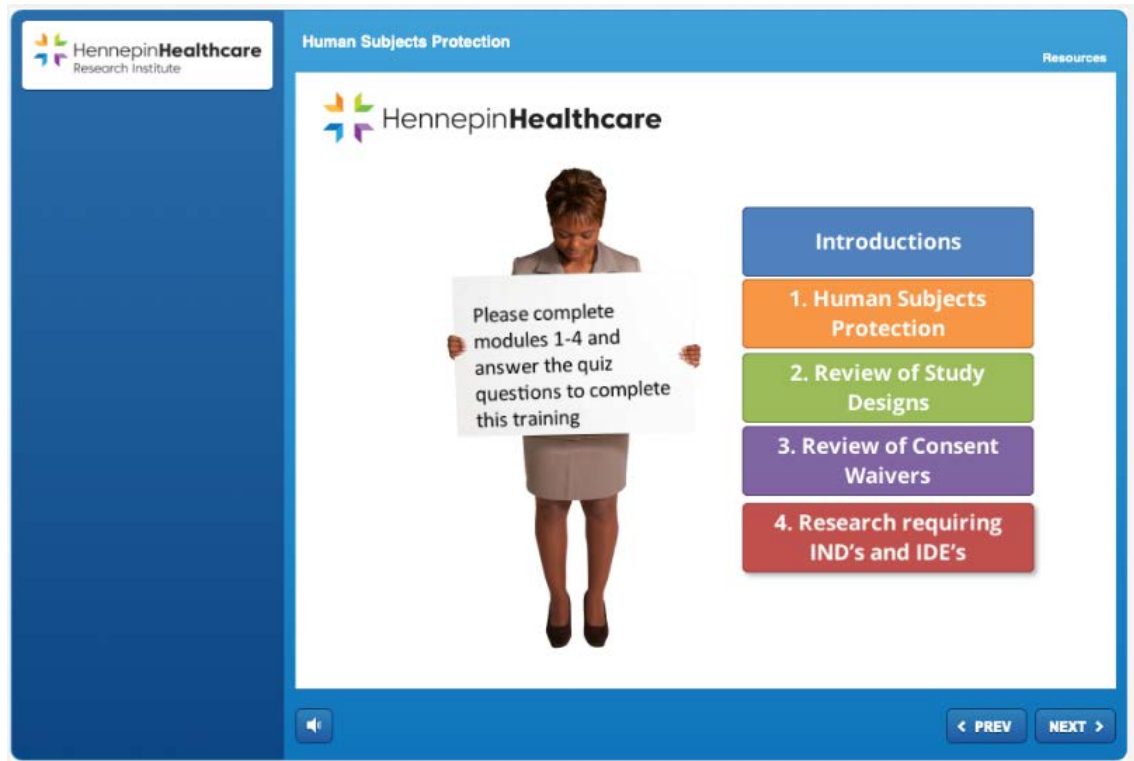 HennepinHealthcare
Research Institute
Human Subjects Protection
Resources
HennepinHealthcare
Please complete
modules 1-4 and
answer the quiz
questions to complete
this training
Introductions
1. Human Subjects
Protection
2. Review of Study
Designs
3. Review of Consent
Waivers
4. Research requiring
IND's and IDE's
< PREV
NEXT >